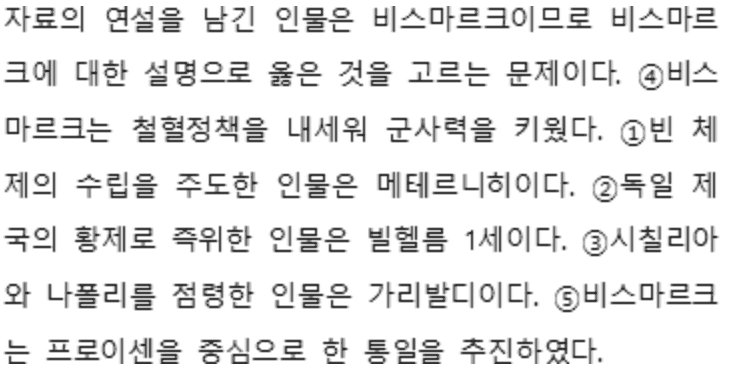 자료의 연설을 남긴 인물은 비스마르크이므로 비스마르
크에 대한 설명으로 옳은 것을 고르는 문제이다. ④비스
마르크는 철혈정책을 내세워 군사력을 키웠다. ①빈 체
제의 수립을 주도한 인물은 메테르니히이다. ②독일 제
국의 황제로 즉위한 인물은 빌헬름 1세이다. ③시칠리아
와 나폴리를 점령한 인물은 가리발디이다. ⑤비스마르크
는 프로이센을 중심으로 한 통일을 추진하였다.